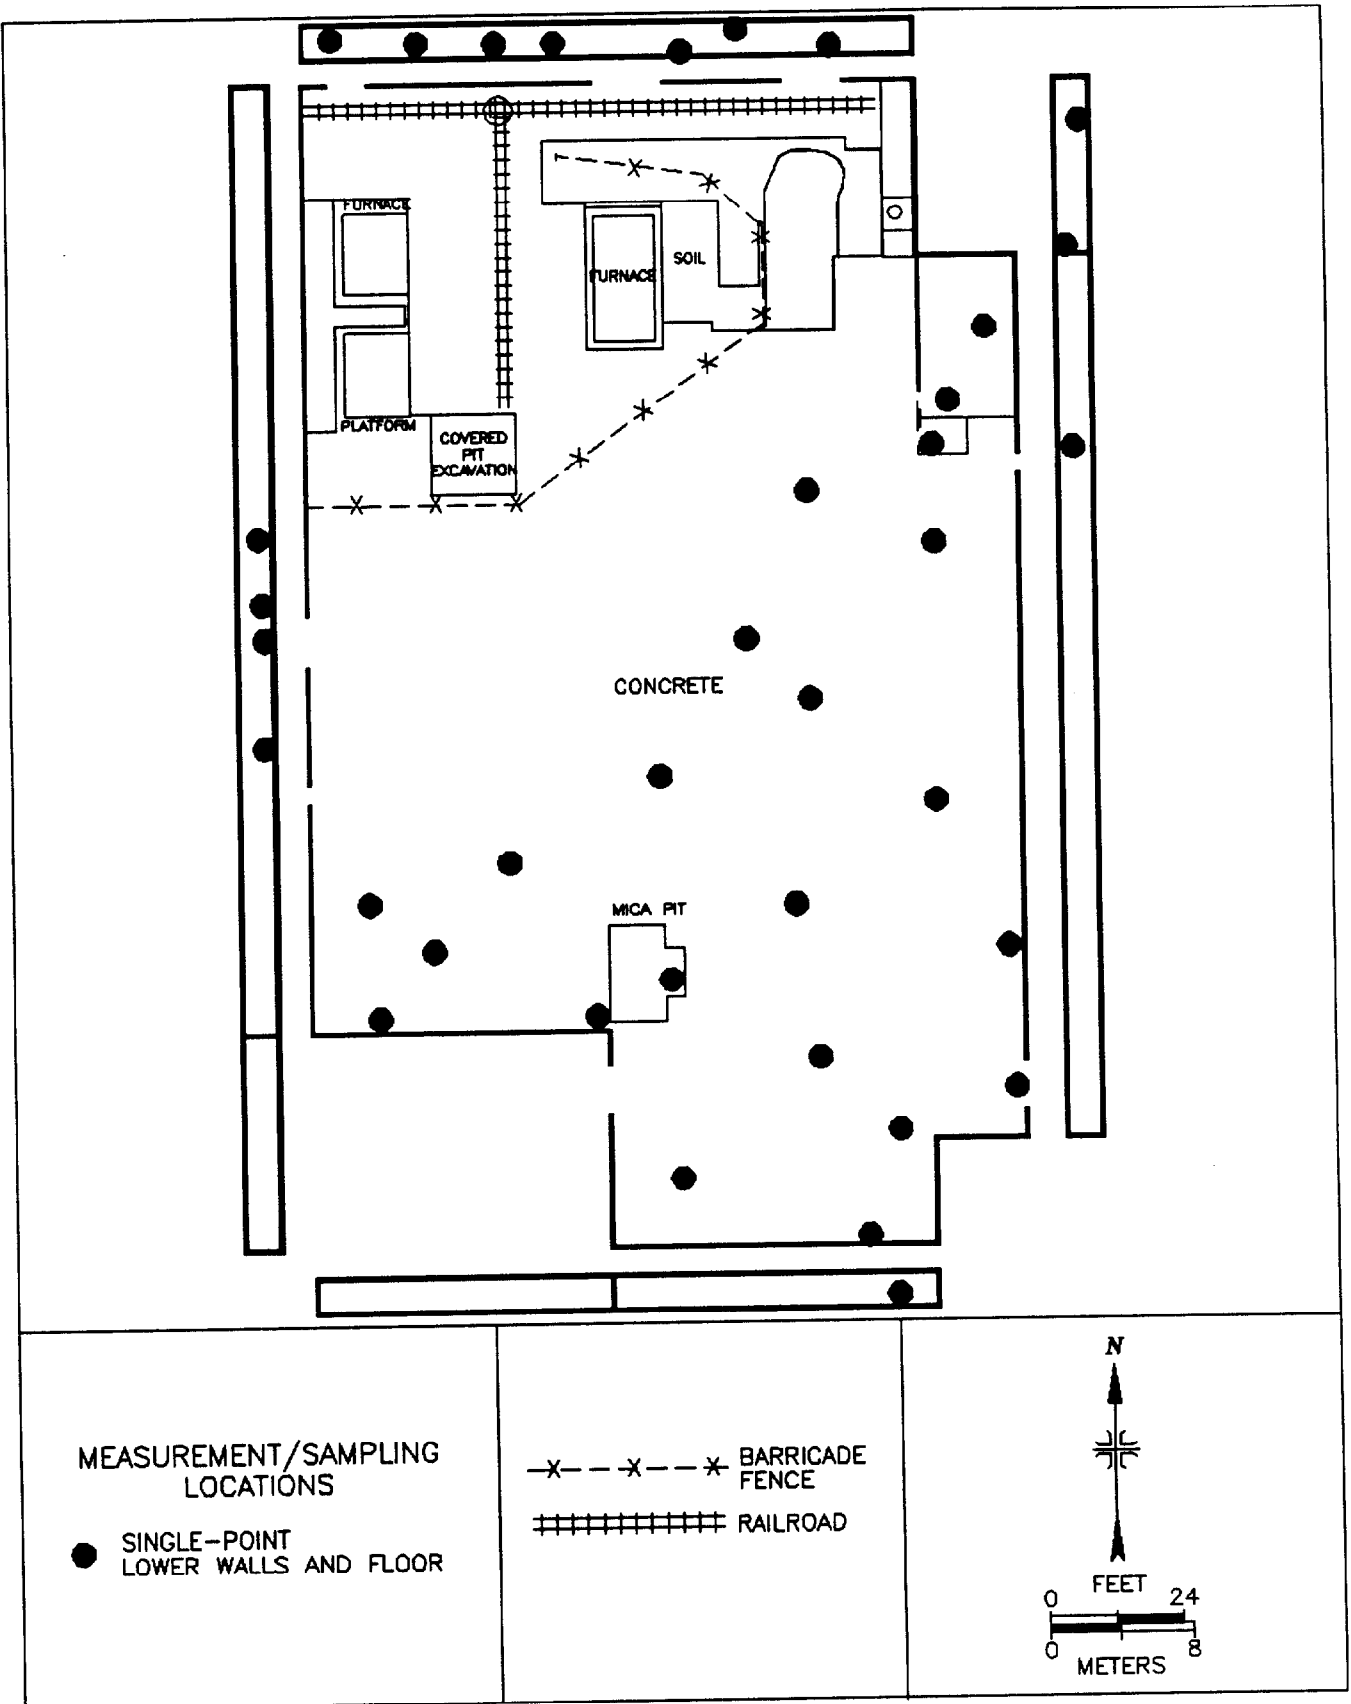 FURNACE
SOIL
FURNACE
PLATFORM
COVERED
PIT
EXCAVATION
CONCRETE
MICA PIT
MEASUREMENT/SAMPLING
LOCATIONS
SINGLE-POINT
LOWER WALLS AND FLOOR
BARRICADE
FENCE
RAILROAD
N
FEET
0 24
0 8
METERS